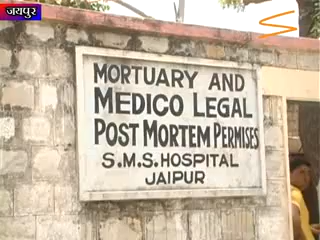 जयपुर
MORTUARY AND
MEDICO LEGAL
POST MORTEM PERMISES
S.M.S. HOSPITAL
JAIPUR